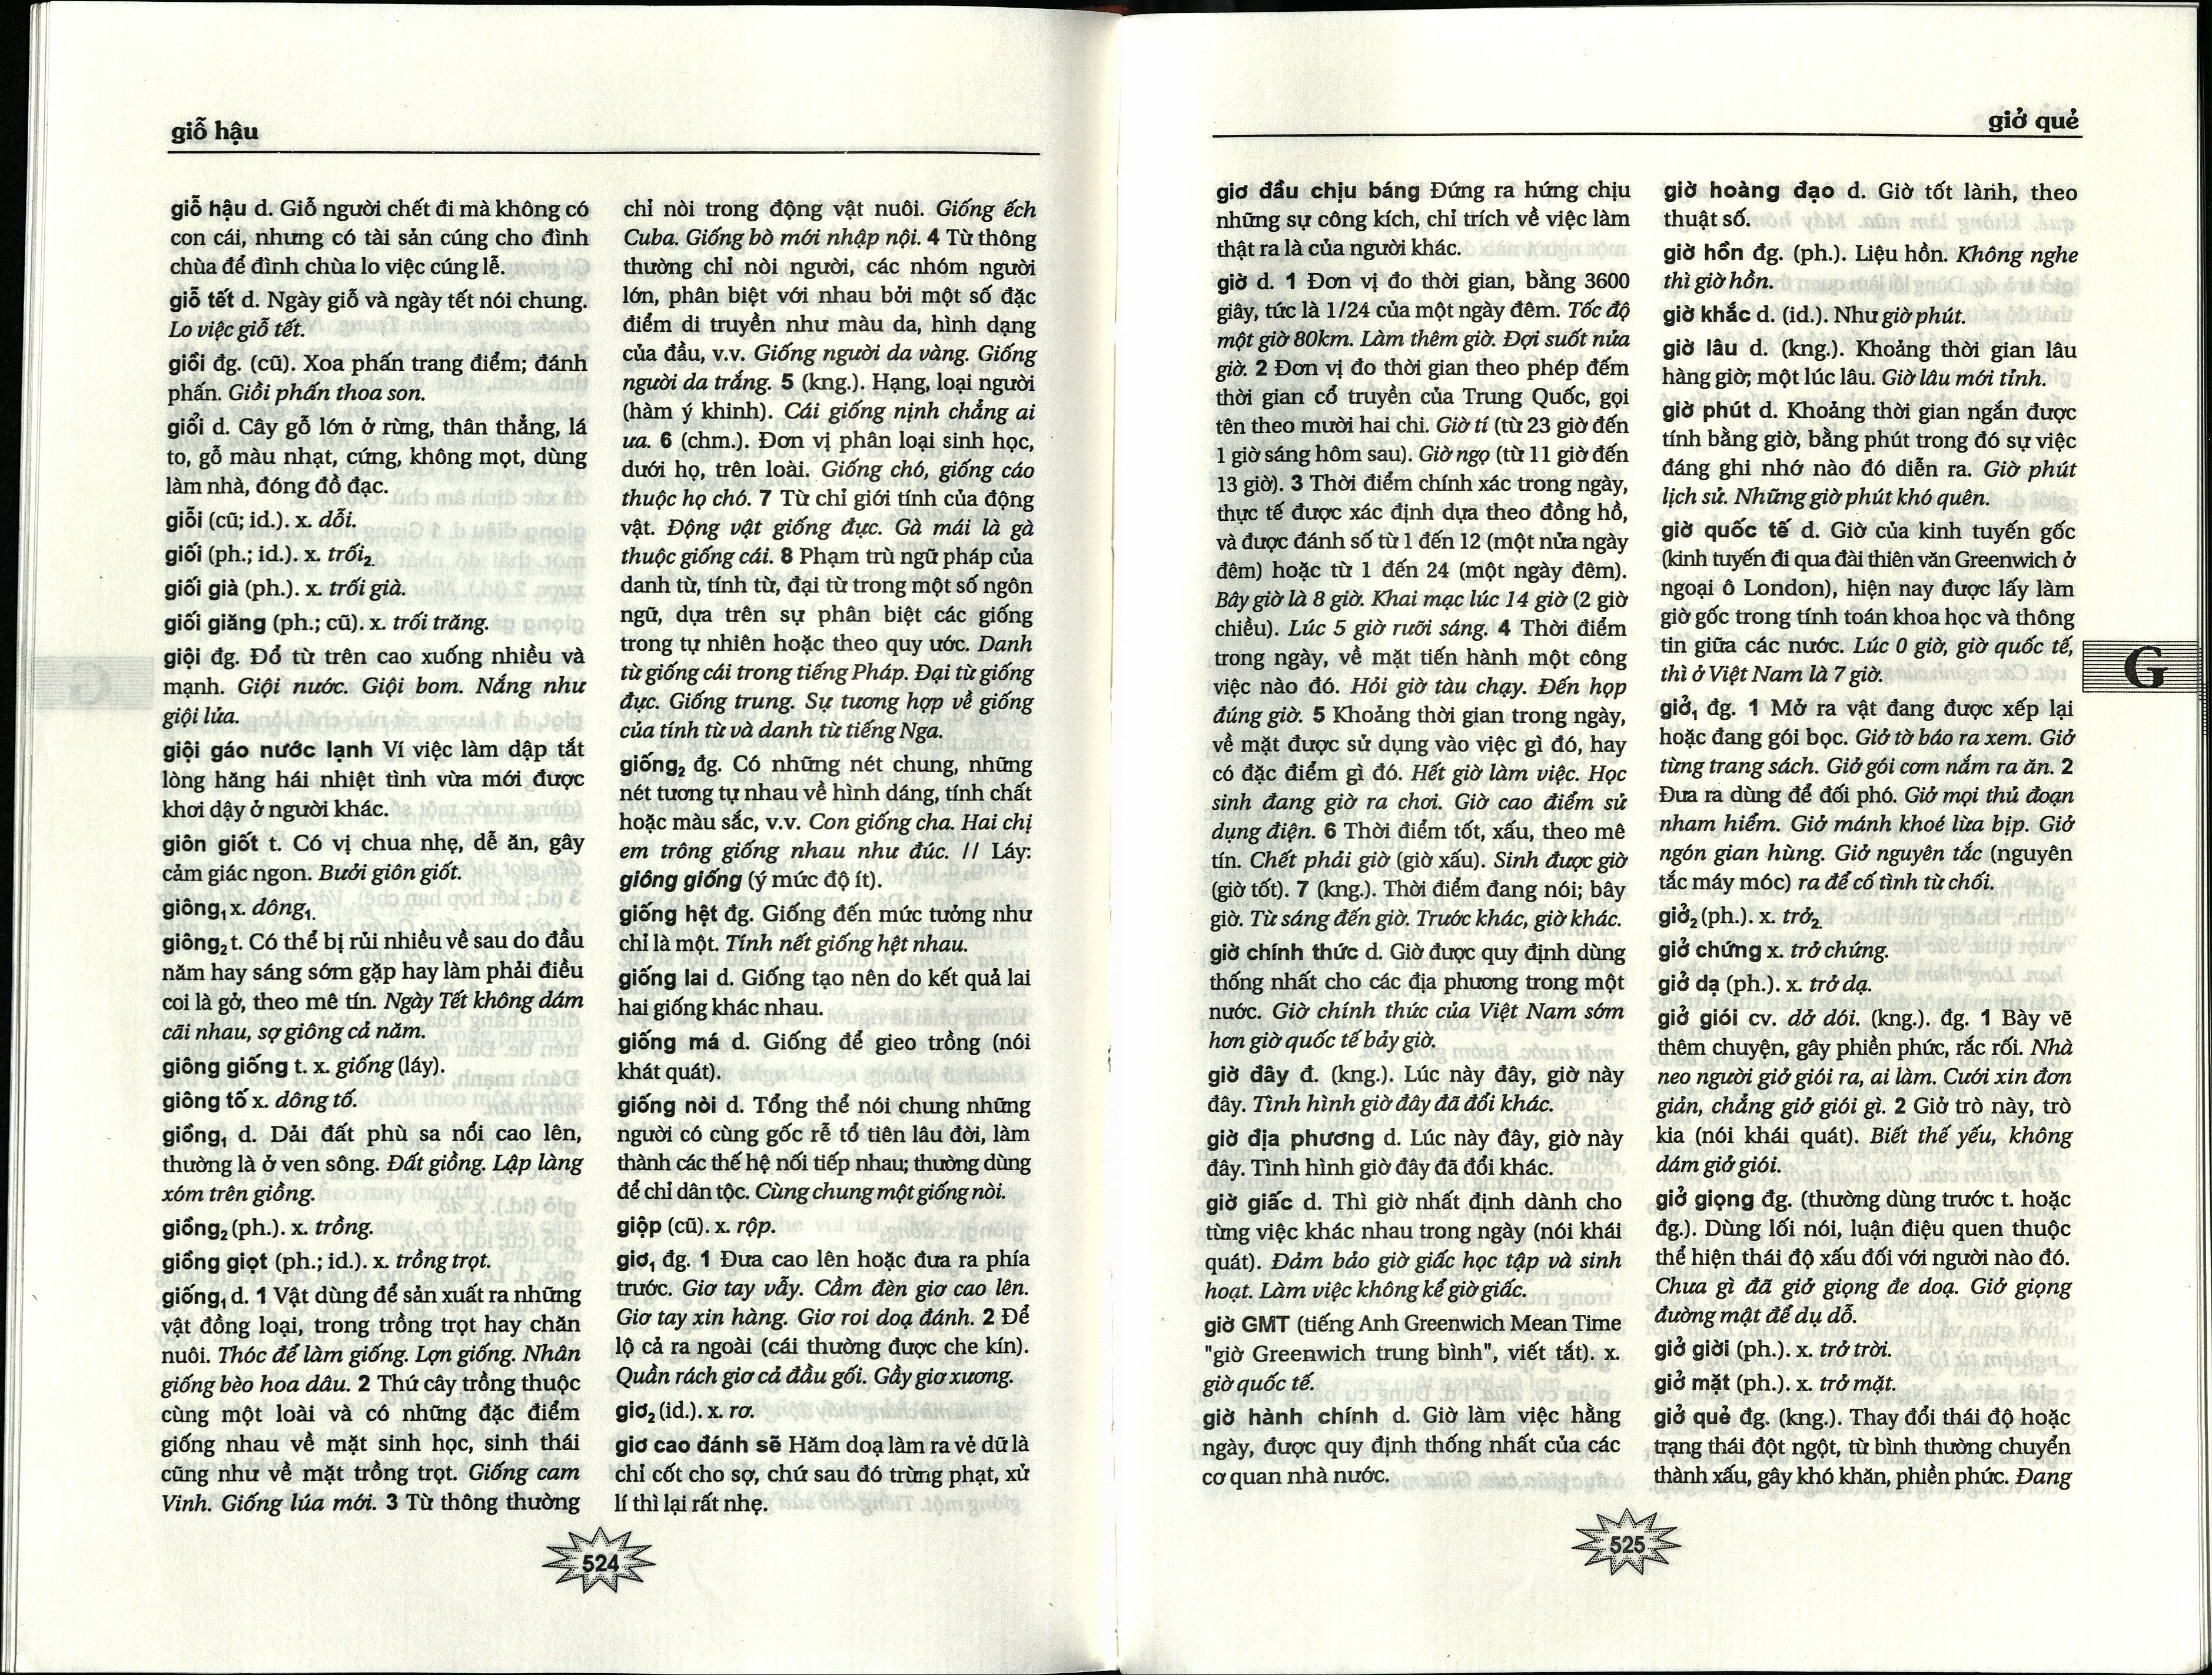 giỗ hậu
giỗ hậu d. Giỗ người chết đi mà không có
con cái, nhưng có tài sản cúng cho đình
chùa để đình chùa lo việc cúng lễ.
giỗ tết d. Ngày giỗ và ngày tết nói chung.
Lo việc giỗ tết.
giồi đg. (cũ). Xoa phấn trang điểm; đánh
phấn. Giồi phấn thoa son.
giổi d. Cây gỗ lớn ở rừng, thân thẳng, lá
to, gỗ màu nhạt, cứng, không mọt, dùng
làm nhà, đóng đồ đạc.
giỗi (cũ; id.). x. dỗi.
giối (ph.; id.). x. trối₂.
giối già (ph.). x. trối già.
giối giăng (ph.; cũ). x. trối trăng.
giội đg. Đổ từ trên cao xuống nhiều và
mạnh. Giội nước. Giội bom. Nắng như
giội lửa.
giội gáo nước lạnh Ví việc làm dập tắt
lòng hăng hái nhiệt tình vừa mới được
khơi dậy ở người khác.
giôn giốt t. Có vị chua nhẹ, dễ ăn, gây
cảm giác ngon. Bưởi giôn giốt.
giông₁ x. dông₁.
giông₂ t. Có thể bị rủi nhiều về sau do đầu
năm hay sáng sớm gặp hay làm phải điều
coi là gở, theo mê tín. Ngày Tết không dám
cãi nhau, sợ giông cả năm.
giông giống t. x. giống (láy).
giông tố x. dông tố.
giồng₁ d. Dải đất phù sa nổi cao lên,
thường là ở ven sông. Đất giồng. Lập làng
xóm trên giồng.
giồng₂ (ph.). x. trồng.
giồng giọt (ph.; id.). x. trồng trọt.
giống₁ d. 1 Vật dùng để sản xuất ra những
vật đồng loại, trong trồng trọt hay chăn
nuôi. Thóc để làm giống. Lợn giống. Nhân
giống bèo hoa dâu. 2 Thứ cây trồng thuộc
cùng một loài và có những đặc điểm
giống nhau về mặt sinh học, sinh thái
cũng như về mặt trồng trọt. Giống cam
Vinh. Giống lúa mới. 3 Từ thông thường
chỉ nòi trong động vật nuôi. Giống ếch
Cuba. Giống bò mới nhập nội. 4 Từ thông
thường chỉ nòi người, các nhóm người
lớn, phân biệt với nhau bởi một số đặc
điểm di truyền như màu da, hình dạng
của đầu, v.v. Giống người da vàng. Giống
người da trắng. 5 (kng.). Hạng, loại người
(hàm ý khinh). Cái giống nịnh chẳng ai
ưa. 6 (chm.). Đơn vị phân loại sinh học,
dưới họ, trên loài. Giống chó, giống cáo
thuộc họ chó. 7 Từ chỉ giới tính của động
vật. Động vật giống đực. Gà mái là gà
thuộc giống cái. 8 Phạm trù ngữ pháp của
danh từ, tính từ, đại từ trong một số ngôn
ngữ, dựa trên sự phân biệt các giống
trong tự nhiên hoặc theo quy ước. Danh
từ giống cái trong tiếng Pháp. Đại từ giống
đực. Giống trung. Sự tương hợp về giống
của tính từ và danh từ tiếng Nga.
giống₂ đg. Có những nét chung, những
nét tương tự nhau về hình dáng, tính chất
hoặc màu sắc, v.v. Con giống cha. Hai chị
em trông giống nhau như đúc. // Láy:
giông giống (ý mức độ ít).
giống hệt đg. Giống đến mức tưởng như
chỉ là một. Tính nết giống hệt nhau.
giống lai d. Giống tạo nên do kết quả lai
hai giống khác nhau.
giống má d. Giống để gieo trồng (nói
khát quát).
giống nòi d. Tổng thể nói chung những
người có cùng gốc rễ tổ tiên lâu đời, làm
thành các thế hệ nối tiếp nhau; thường dùng
để chỉ dân tộc. Cùng chung một giống nòi.
giộp (cũ). x. rộp.
giơ₁ đg. 1 Đưa cao lên hoặc đưa ra phía
trước. Giơ tay vẫy. Cầm đèn giơ cao lên.
Giơ tay xin hàng. Giơ roi doạ đánh. 2 Để
lộ cả ra ngoài (cái thường được che kín).
Quần rách giơ cả đầu gối. Gầy giơ xương.
giơ₂ (id.). x. rơ.
giơ cao đánh sẽ Hăm doạ làm ra vẻ dữ là
chỉ cốt cho sợ, chứ sau đó trừng phạt, xử
lí thì lại rất nhẹ.
524
giở quẻ
giơ đầu chịu báng Đứng ra hứng chịu
những sự công kích, chỉ trích về việc làm
thật ra là của người khác.
giờ d. 1 Đơn vị đo thời gian, bằng 3600
giây, tức là 1/24 của một ngày đêm. Tốc độ
một giờ 80km. Làm thêm giờ. Đợi suốt nửa
giờ. 2 Đơn vị đo thời gian theo phép đếm
thời gian cổ truyền của Trung Quốc, gọi
tên theo mười hai chi. Giờ tí (từ 23 giờ đến
1 giờ sáng hôm sau). Giờ ngọ (từ 11 giờ đến
13 giờ). 3 Thời điểm chính xác trong ngày,
thực tế được xác định dựa theo đồng hồ,
và được đánh số từ 1 đến 12 (một nửa ngày
đêm) hoặc từ 1 đến 24 (một ngày đêm).
Bây giờ là 8 giờ. Khai mạc lúc 14 giờ (2 giờ
chiều). Lúc 5 giờ rưỡi sáng. 4 Thời điểm
trong ngày, về mặt tiến hành một công
việc nào đó. Hỏi giờ tàu chạy. Đến họp
đúng giờ. 5 Khoảng thời gian trong ngày,
về mặt được sử dụng vào việc gì đó, hay
có đặc điểm gì đó. Hết giờ làm việc. Học
sinh đang giờ ra chơi. Giờ cao điểm sử
dụng điện. 6 Thời điểm tốt, xấu, theo mê
tín. Chết phải giờ (giờ xấu). Sinh được giờ
(giờ tốt). 7 (kng.). Thời điểm đang nói; bây
giờ. Từ sáng đến giờ. Trước khác, giờ khác.
giờ chính thức d. Giờ được quy định dùng
thống nhất cho các địa phương trong một
nước. Giờ chính thức của Việt Nam sớm
hơn giờ quốc tế bảy giờ.
giờ đây đ. (kng.). Lúc này đây, giờ này
đây. Tình hình giờ đây đã đổi khác.
giờ địa phương d. Lúc này đây, giờ này
đây. Tình hình giờ đây đã đổi khác.
giờ giấc d. Thì giờ nhất định dành cho
từng việc khác nhau trong ngày (nói khái
quát). Đảm bảo giờ giấc học tập và sinh
hoạt. Làm việc không kể giờ giấc.
giờ GMT (tiếng Anh Greenwich Mean Time
"giờ Greenwich trung bình", viết tắt). x.
giờ quốc tế.
giờ hành chính d. Giờ làm việc hằng
ngày, được quy định thống nhất của các
cơ quan nhà nước.
giờ hoàng đạo d. Giờ tốt lành, theo
thuật số.
giờ hồn đg. (ph.). Liệu hồn. Không nghe
thì giờ hồn.
giờ khắc d. (id.). Như giờ phút.
giờ lâu d. (kng.). Khoảng thời gian lâu
hàng giờ; một lúc lâu. Giờ lâu mới tỉnh.
giờ phút d. Khoảng thời gian ngắn được
tính bằng giờ, bằng phút trong đó sự việc
đáng ghi nhớ nào đó diễn ra. Giờ phút
lịch sử. Những giờ phút khó quên.
giờ quốc tế d. Giờ của kinh tuyến gốc
(kinh tuyến đi qua đài thiên văn Greenwich ở
ngoại ô London), hiện nay được lấy làm
giờ gốc trong tính toán khoa học và thông
tin giữa các nước. Lúc 0 giờ, giờ quốc tế,
thì ở Việt Nam là 7 giờ.
giở₁ đg. 1 Mở ra vật đang được xếp lại
hoặc đang gói bọc. Giở tờ báo ra xem. Giở
từng trang sách. Giở gói cơm nắm ra ăn. 2
Đưa ra dùng để đối phó. Giở mọi thủ đoạn
nham hiểm. Giở mánh khoé lừa bịp. Giở
ngón gian hùng. Giở nguyên tắc (nguyên
tắc máy móc) ra để cố tình từ chối.
giở₂ (ph.). x. trở₂.
giở chứng x. trở chứng.
giở dạ (ph.). x. trở dạ.
giở giói cv. dở dói. (kng.). đg. 1 Bày vẽ
thêm chuyện, gây phiền phức, rắc rối. Nhà
neo người giở giói ra, ai làm. Cưới xin đơn
giản, chẳng giở giói gì. 2 Giở trò này, trò
kia (nói khái quát). Biết thế yếu, không
dám giở giói.
giở giọng đg. (thường dùng trước t. hoặc
đg.). Dùng lối nói, luận điệu quen thuộc
thể hiện thái độ xấu đối với người nào đó.
Chưa gì đã giở giọng đe doạ. Giở giọng
đường mật để dụ dỗ.
giở giời (ph.). x. trở trời.
giở mặt (ph.). x. trở mặt.
giở quẻ đg. (kng.). Thay đổi thái độ hoặc
trạng thái đột ngột, từ bình thường chuyển
thành xấu, gây khó khăn, phiền phức. Đang
G
525